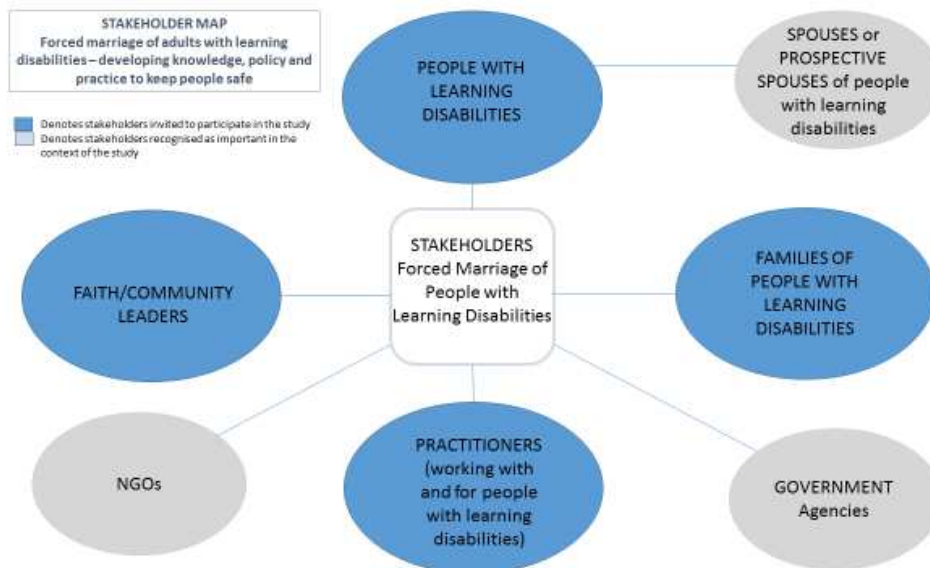 STAKEHOLDER MAP
Forced marriage of adults with learning
disabilities – developing knowledge, policy and
practice to keep people safe
Denotes stakeholders invited to participate in the study
Denotes stakeholders recognised as important in the
context of the study
PEOPLE WITH
LEARNING
DISABILITIES
SPOUSES or
PROSPECTIVE
SPOUSES of people
with learning
disabilities
STAKEHOLDERS
Forced Marriage of
People with
Learning Disabilities
FAITH/COMMUNITY
LEADERS
FAMILIES OF
PEOPLE WITH
LEARNING
DISABILITIES
NGOs
PRACTITIONERS
(working with
and for people
with learning
disabilities)
GOVERNMENT
Agencies